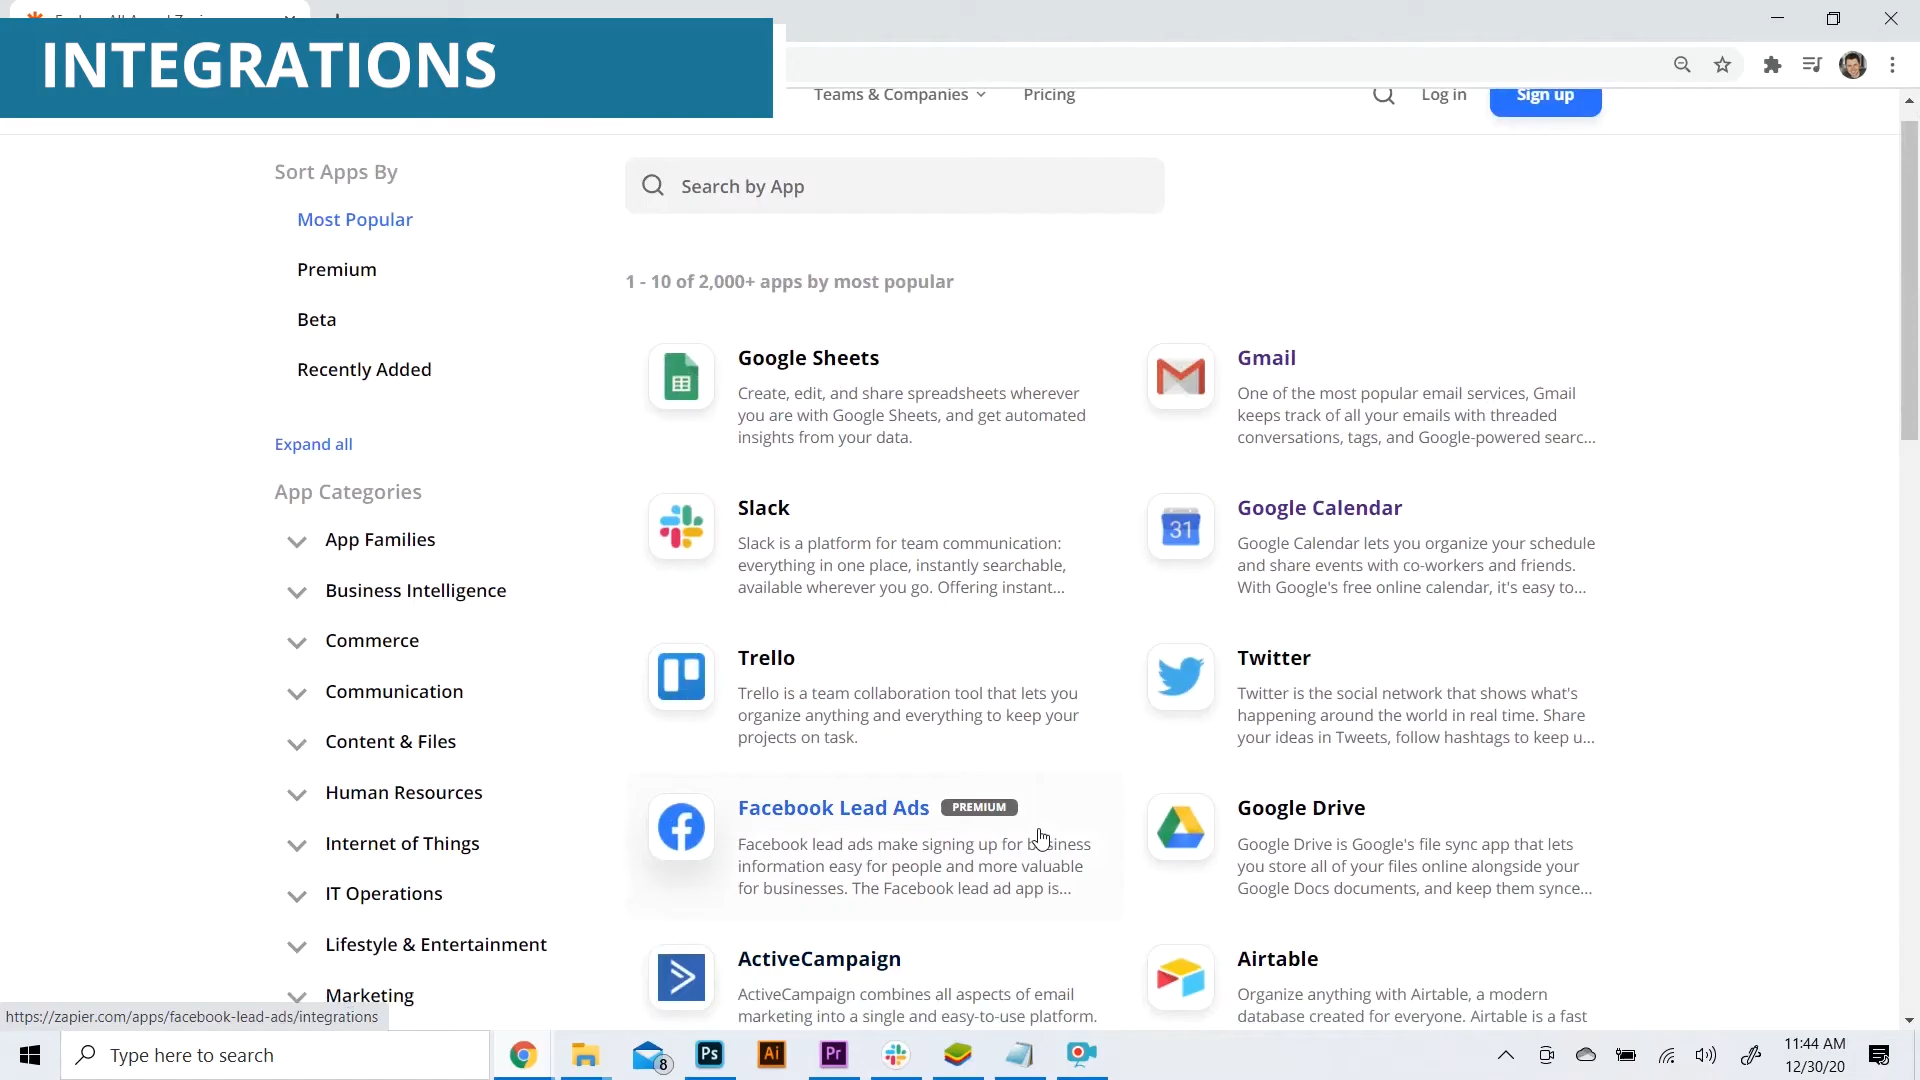 INTEGRATIONS
Teams & Companies
Pricing
Log in
Sign up
Sort Apps By
Most Popular
Premium
Beta
Recently Added
Expand all
App Categories
App Families
Business Intelligence
Commerce
Communication
Content & Files
Human Resources
Internet of Things
IT Operations
Lifestyle & Entertainment
Marketing
Search by App
1 - 10 of 2,000+ apps by most popular
Google Sheets
Create, edit, and share spreadsheets wherever
you are with Google Sheets, and get automated
insights from your data.
Gmail
One of the most popular email services, Gmail
keeps track of all your emails with threaded
conversations, tags, and Google-powered searc...
Slack
Slack is a platform for team communication:
everything in one place, instantly searchable,
available wherever you go. Offering instant...
31
Google Calendar
Google Calendar lets you organize your schedule
and share events with co-workers and friends.
With Google's free online calendar, it's easy to...
Trello
Trello is a team collaboration tool that lets you
organize anything and everything to keep your
projects on task.
Twitter
Twitter is the social network that shows what's
happening around the world in real time. Share
your ideas in Tweets, follow hashtags to keep u...
Facebook Lead Ads PREMIUM
Facebook lead ads make signing up for business
information easy for people and more valuable
for businesses. The Facebook lead ad app is...
Google Drive
Google Drive is Google's file sync app that lets
you store all of your files online alongside your
Google Docs documents, and keep them synce...
ActiveCampaign
ActiveCampaign combines all aspects of email
marketing into a single and easy-to-use platform.
Airtable
Organize anything with Airtable, a modern
database created for everyone. Airtable is a fast
https://zapier.com/apps/facebook-lead-ads/integrations
Type here to search
8
Ps
Ai
Pr
11:44 AM
12/30/20